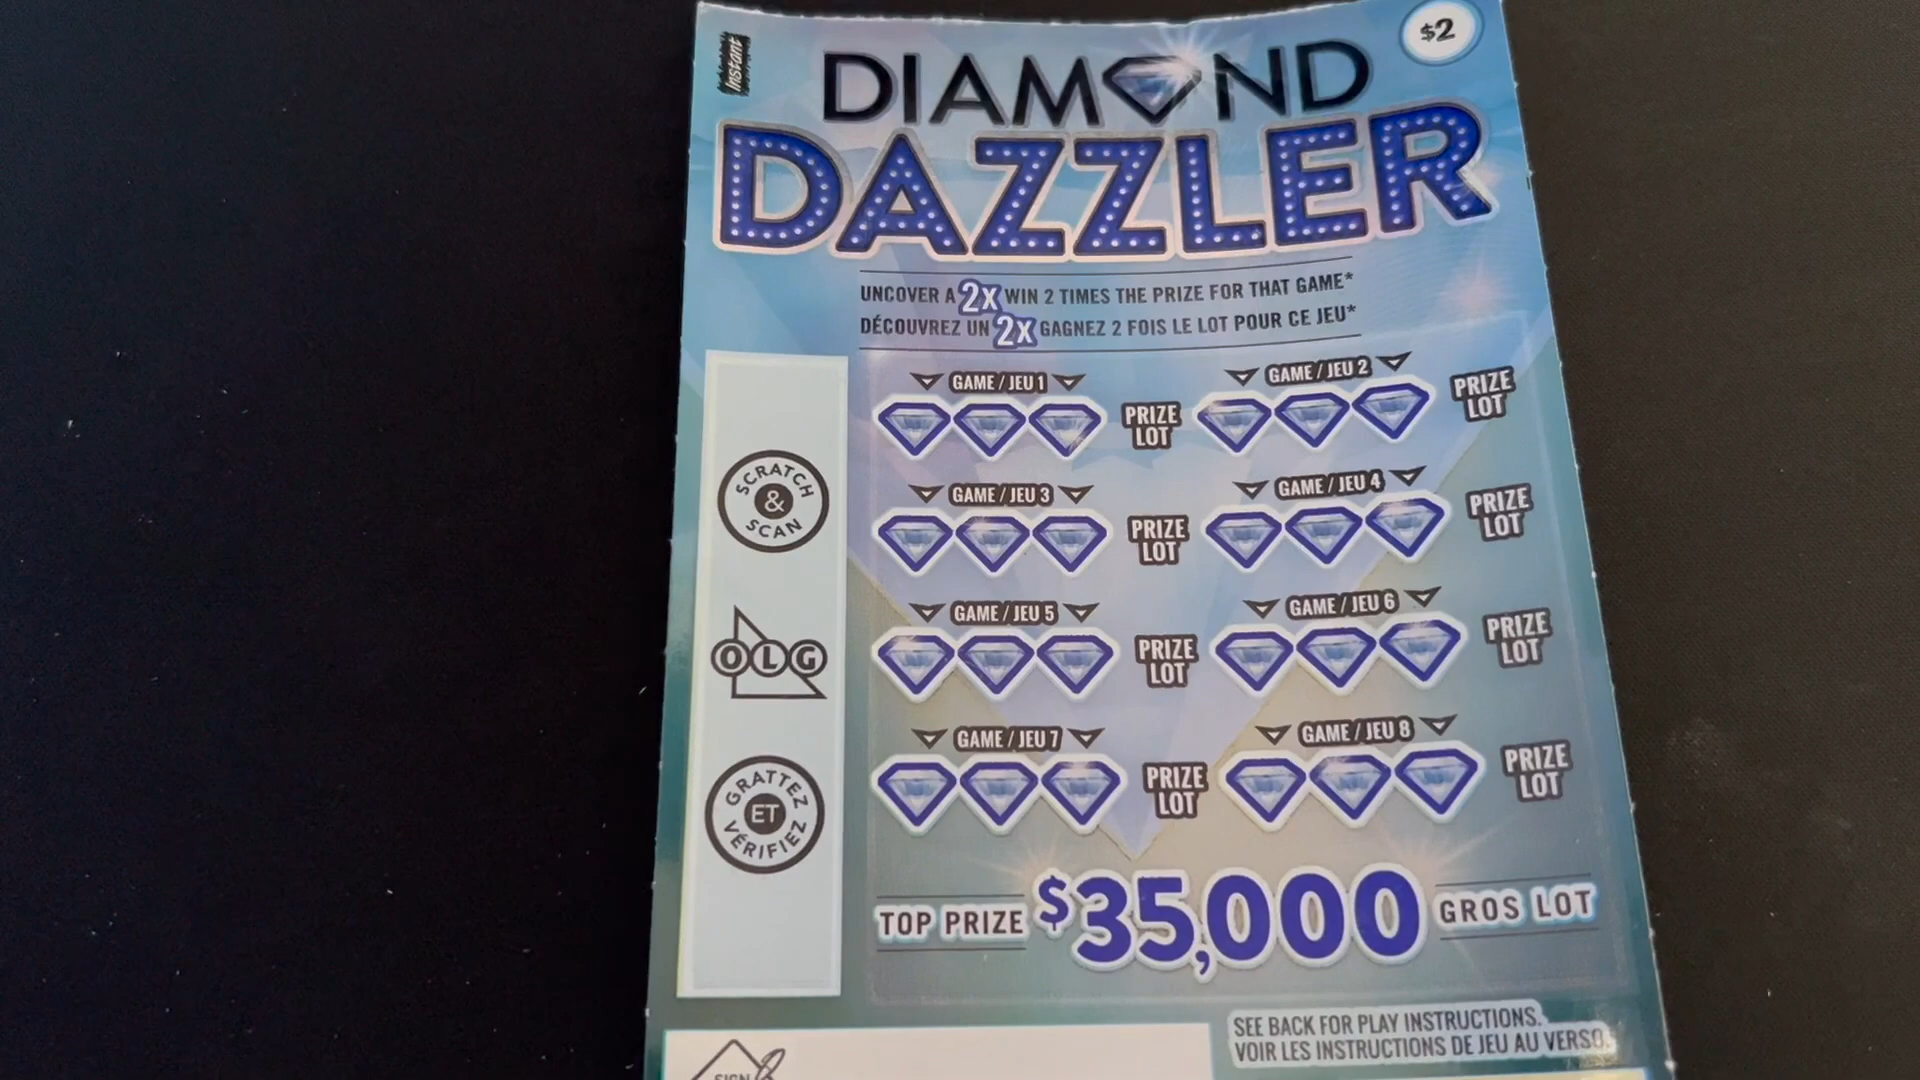 Instant
$2
DIAMOND
DAZZLER
UNCOVER A 2X WIN 2 TIMES THE PRIZE FOR THAT GAME*
DÉCOUVREZ UN 2X GAGNEZ 2 FOIS LE LOT POUR CE JEU*
GAME / JEU 1
PRIZE
LOT
GAME / JEU 2
PRIZE
LOT
GAME / JEU 3
PRIZE
LOT
GAME / JEU 4
PRIZE
LOT
GAME / JEU 5
PRIZE
LOT
GAME / JEU 6
PRIZE
LOT
GAME / JEU 7
PRIZE
LOT
GAME / JEU 8
PRIZE
LOT
SCRATCH
&
SCAN
OLG
GRATTEZ
ET
VÉRIFIEZ
TOP PRIZE $35,000 GROS LOT
SEE BACK FOR PLAY INSTRUCTIONS.
VOIR LES INSTRUCTIONS DE JEU AU VERSO.
SIGN